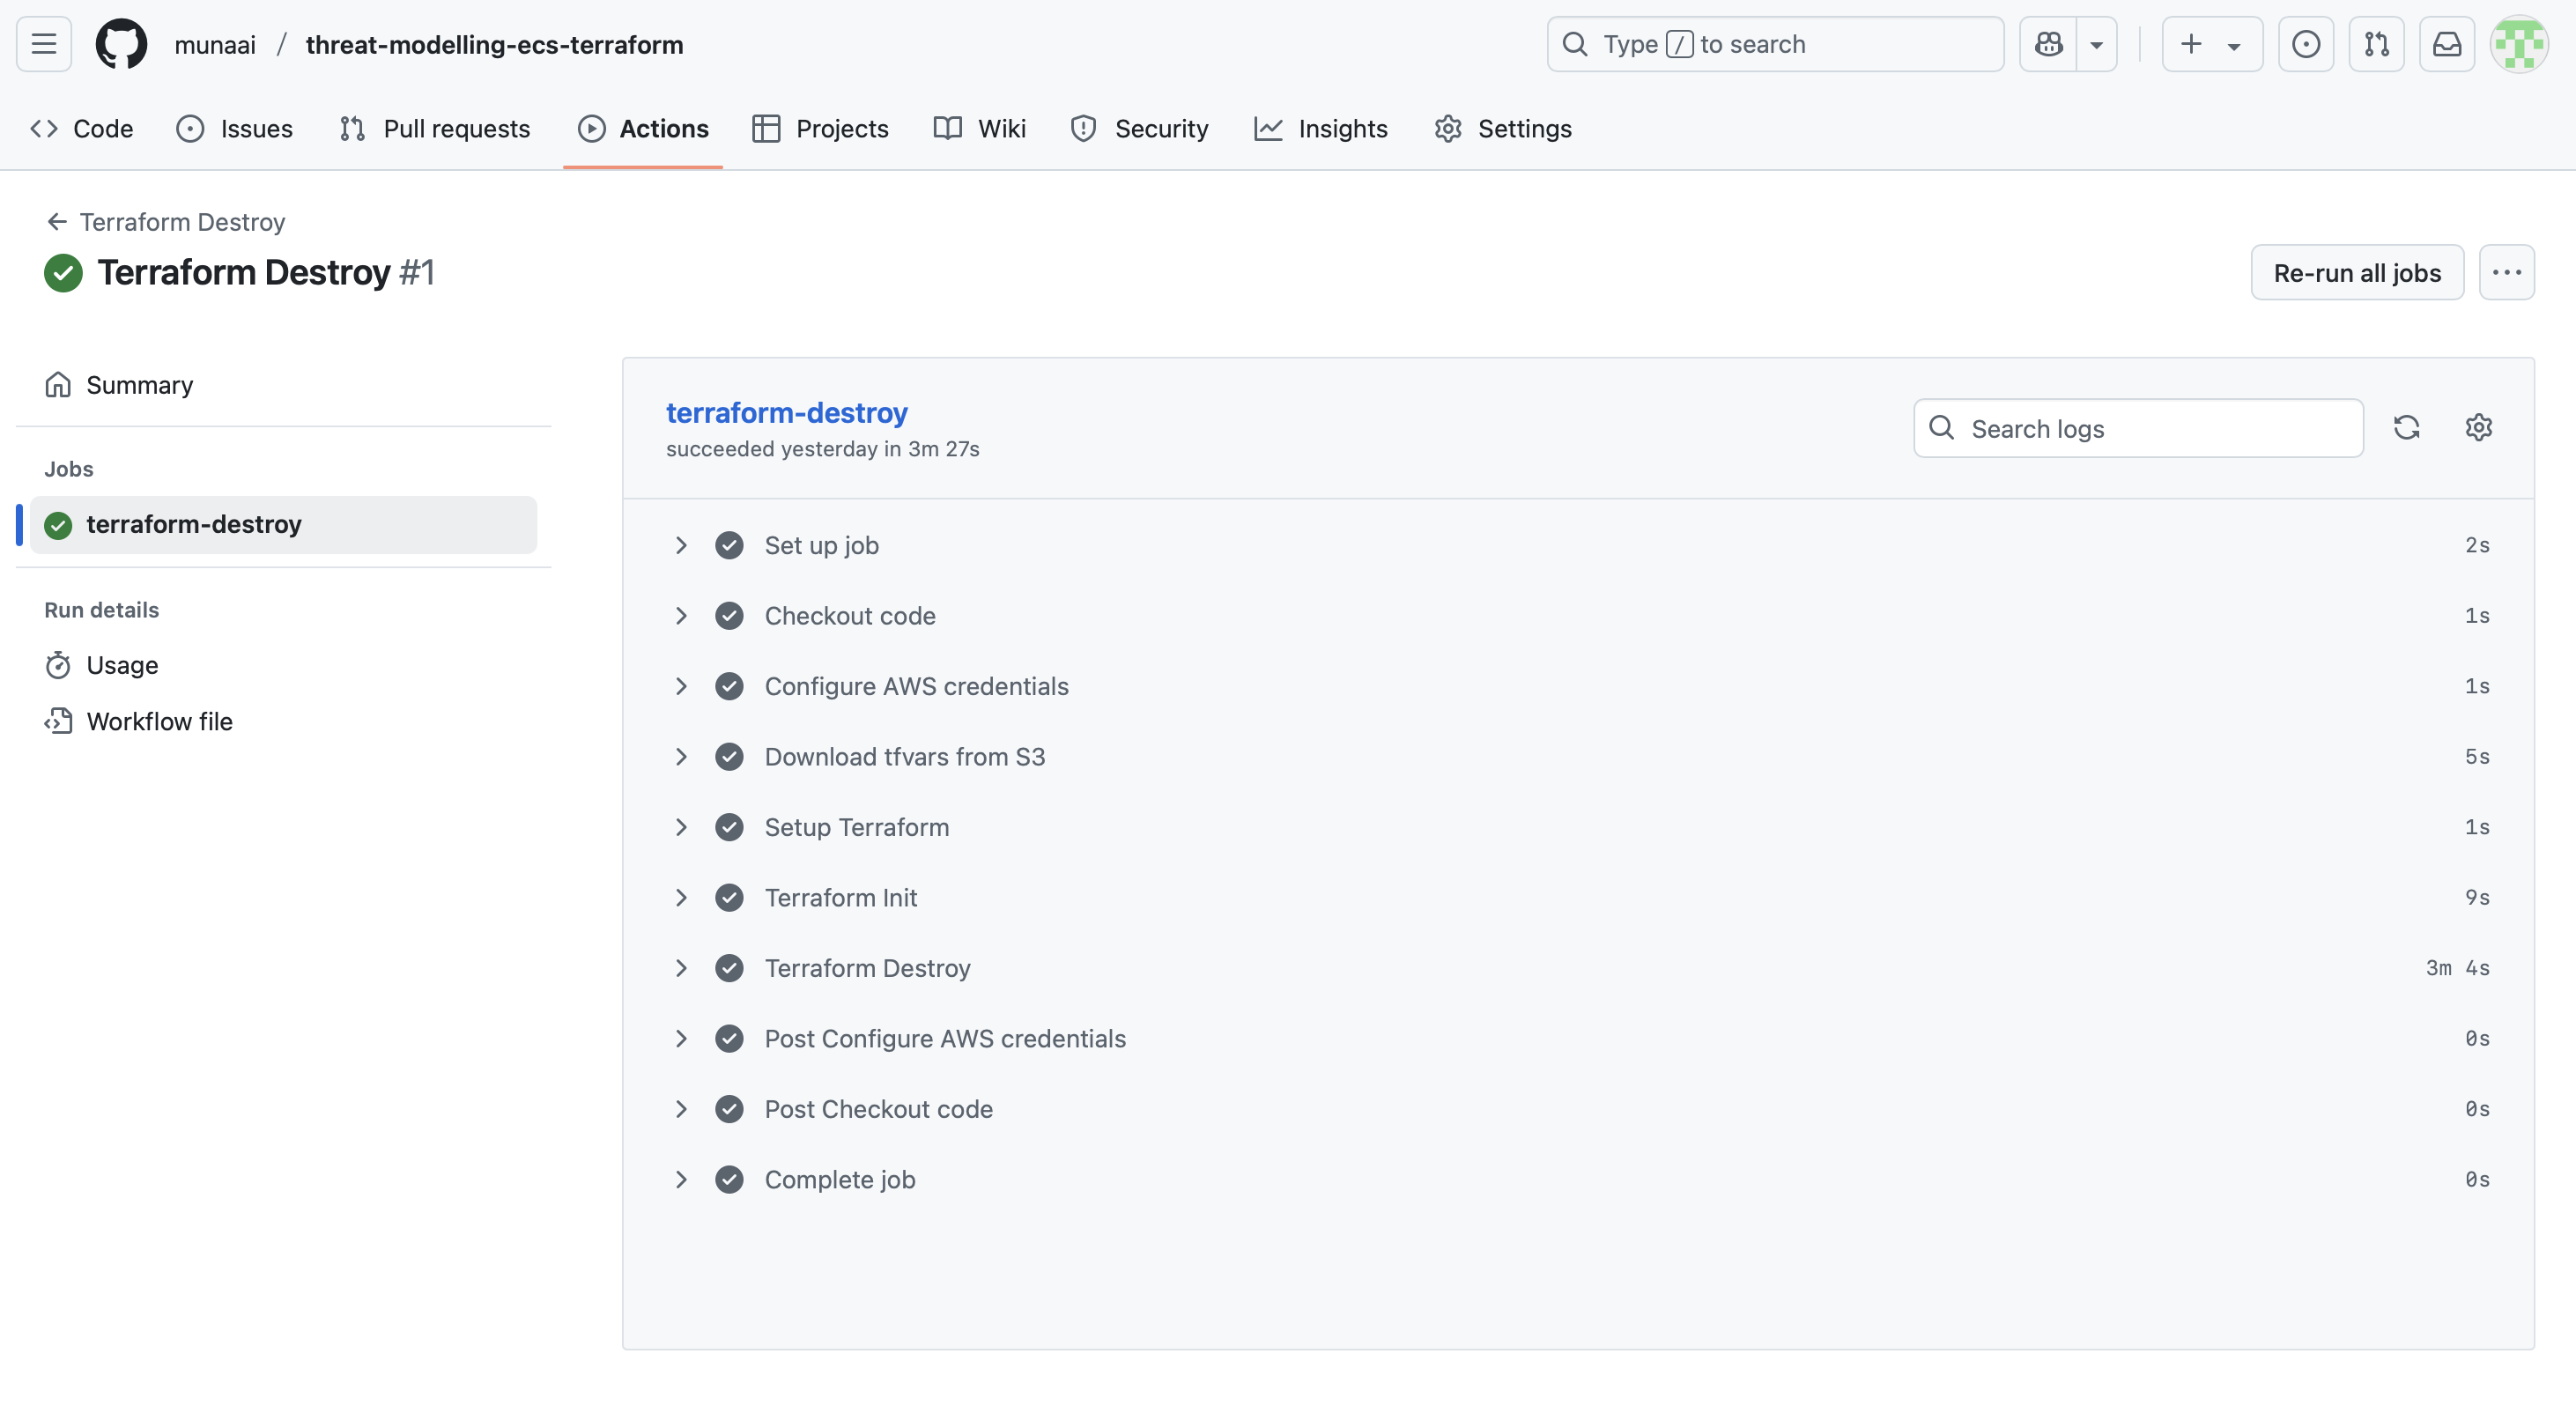 munaai / threat-modelling-ecs-terraform
Type / to search
Code Issues Pull requests Actions Projects Wiki Security Insights Settings
Terraform Destroy
Terraform Destroy #1
Re-run all jobs
Summary
Jobs
terraform-destroy
Run details
Usage
Workflow file
terraform-destroy
succeeded yesterday in 3m 27s
Search logs
Set up job 2s
Checkout code 1s
Configure AWS credentials 1s
Download tfvars from S3 5s
Setup Terraform 1s
Terraform Init 9s
Terraform Destroy 3m 4s
Post Configure AWS credentials 0s
Post Checkout code 0s
Complete job 0s